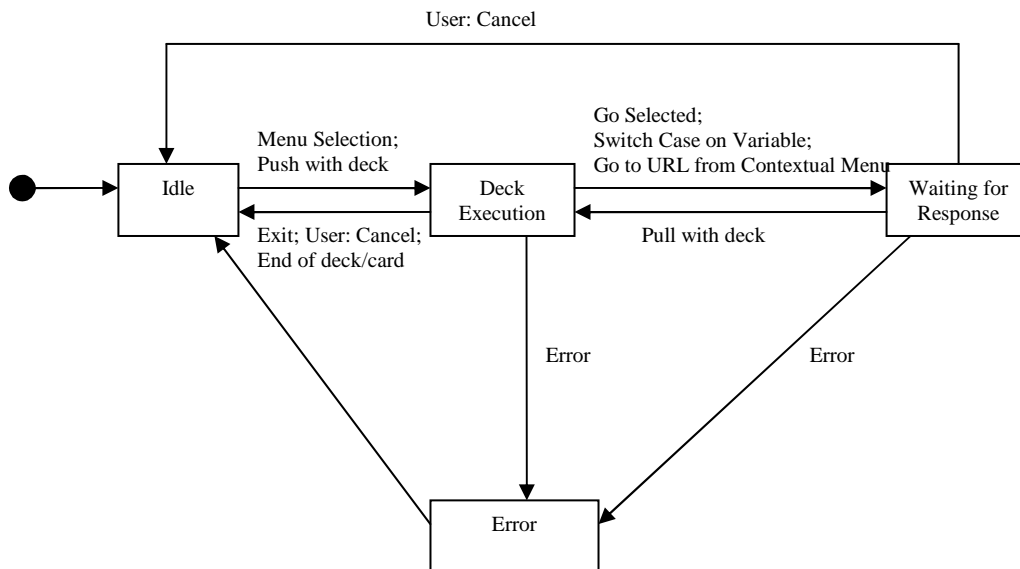 User: Cancel
Go Selected;
Switch Case on Variable;
Go to URL from Contextual Menu
Menu Selection;
Push with deck
Idle
Deck
Execution
Waiting for
Response
Exit; User: Cancel;
End of deck/card
Pull with deck
Error
Error
Error